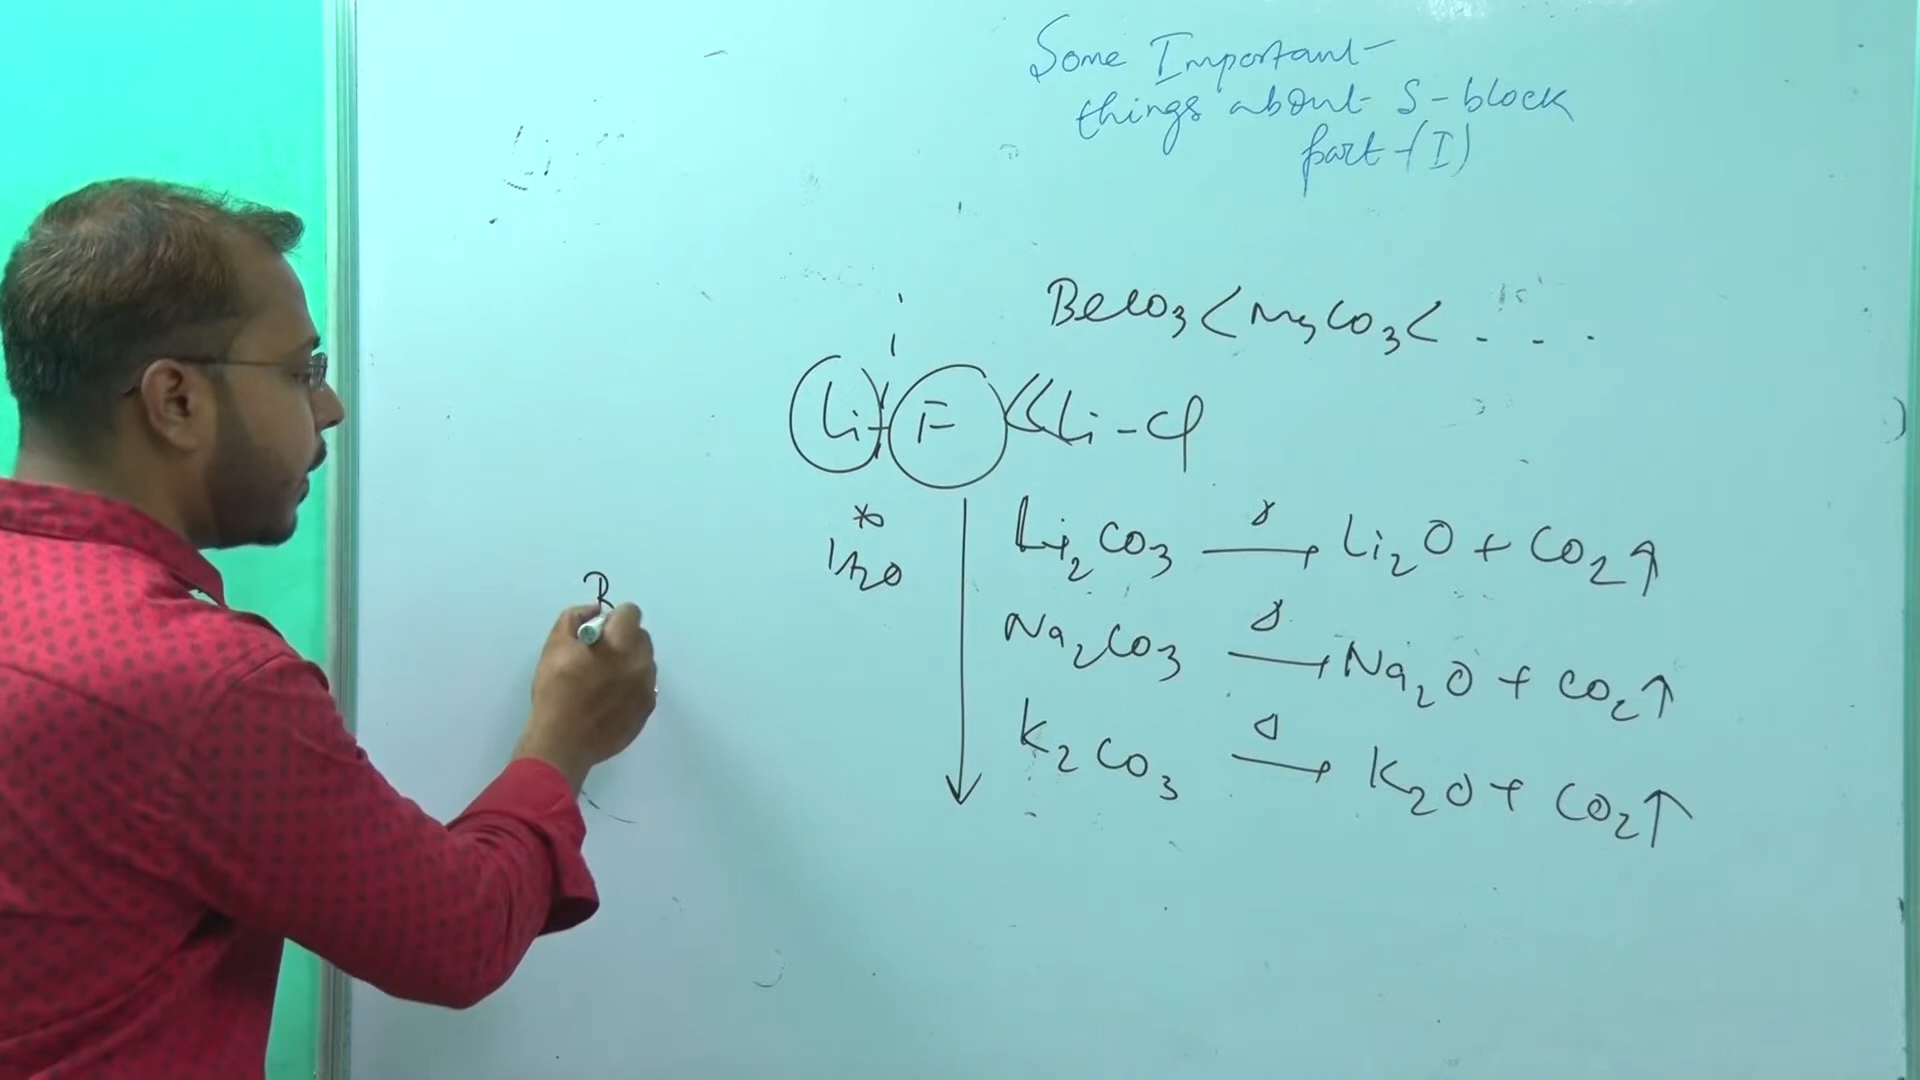 Some Important
things about S-block
part-(I)
BeCO3 < MgCO3 < - - -
Li-F << Li-Cl
H2O
Li2CO3 → Li2O + CO2↑
Na2CO3 → Na2O + CO2↑
K2CO3 Δ→ K2O + CO2↑